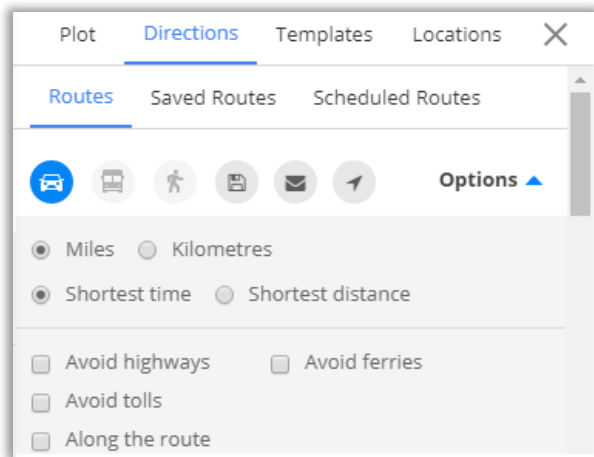 Plot Directions Templates Locations
Routes Saved Routes Scheduled Routes
Options
Miles Kilometres
Shortest time Shortest distance
Avoid highways Avoid ferries
Avoid tolls
Along the route